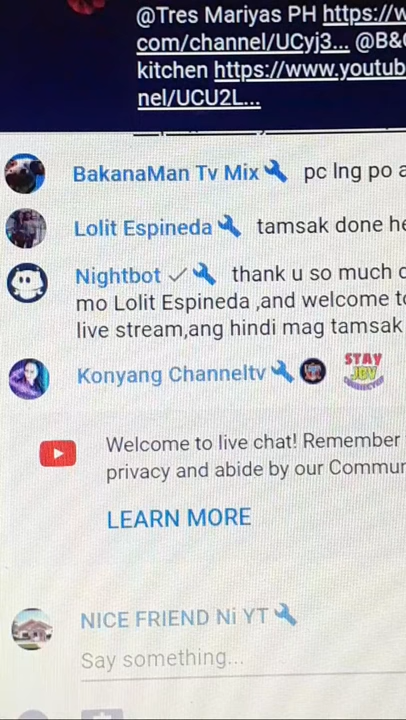 @Tres Mariyas PH https://w
com/channel/UCyj3... @B&
kitchen https://www.youtub
nel/UCU2L...
BakanaMan Tv Mix pc lng po a
Lolit Espineda tamsak done he
Nightbot thank u so much
mo Lolit Espineda ,and welcome to
live stream,ang hindi mag tamsak
Konyang Channeltv STAY
JOY
Welcome to live chat! Remember
privacy and abide by our Commun
LEARN MORE
NICE FRIEND Ni YT
Say something...